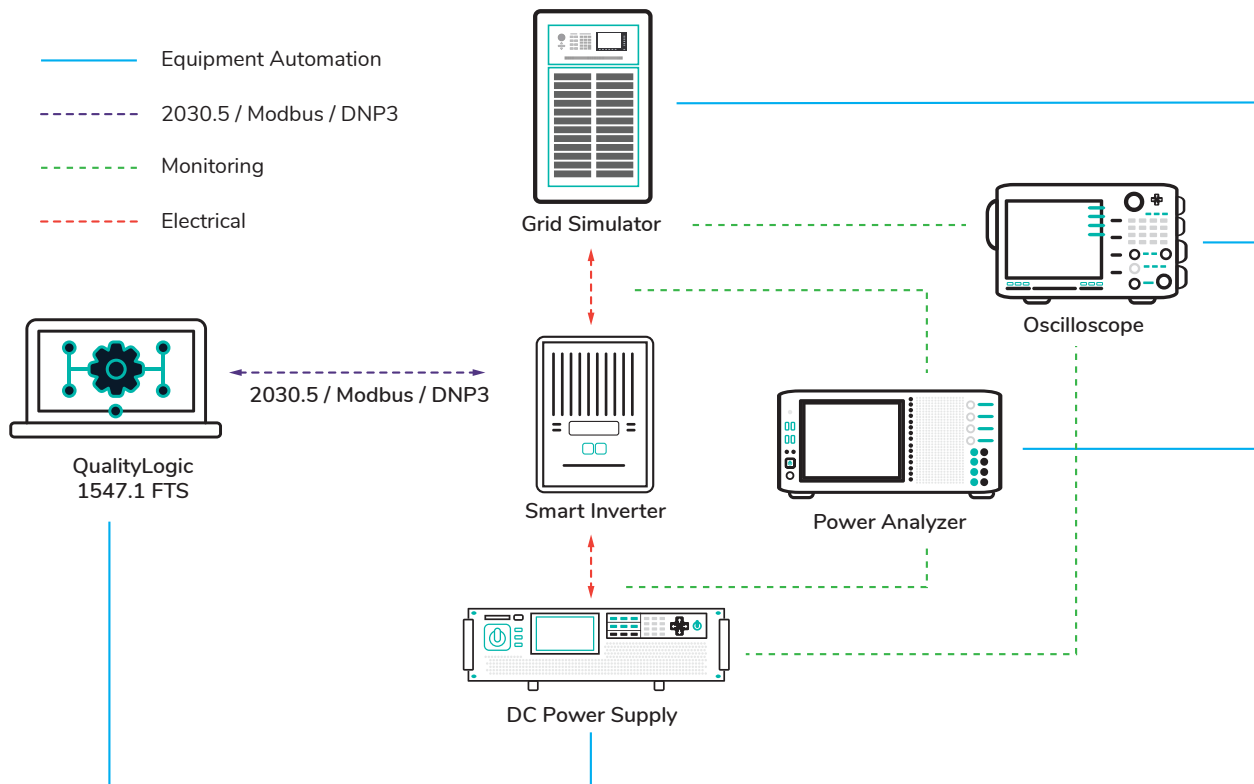 Equipment Automation
2030.5 / Modbus / DNP3
Monitoring
Electrical
Grid Simulator
Oscilloscope
2030.5 / Modbus / DNP3
QualityLogic
1547.1 FTS
Smart Inverter
Power Analyzer
DC Power Supply